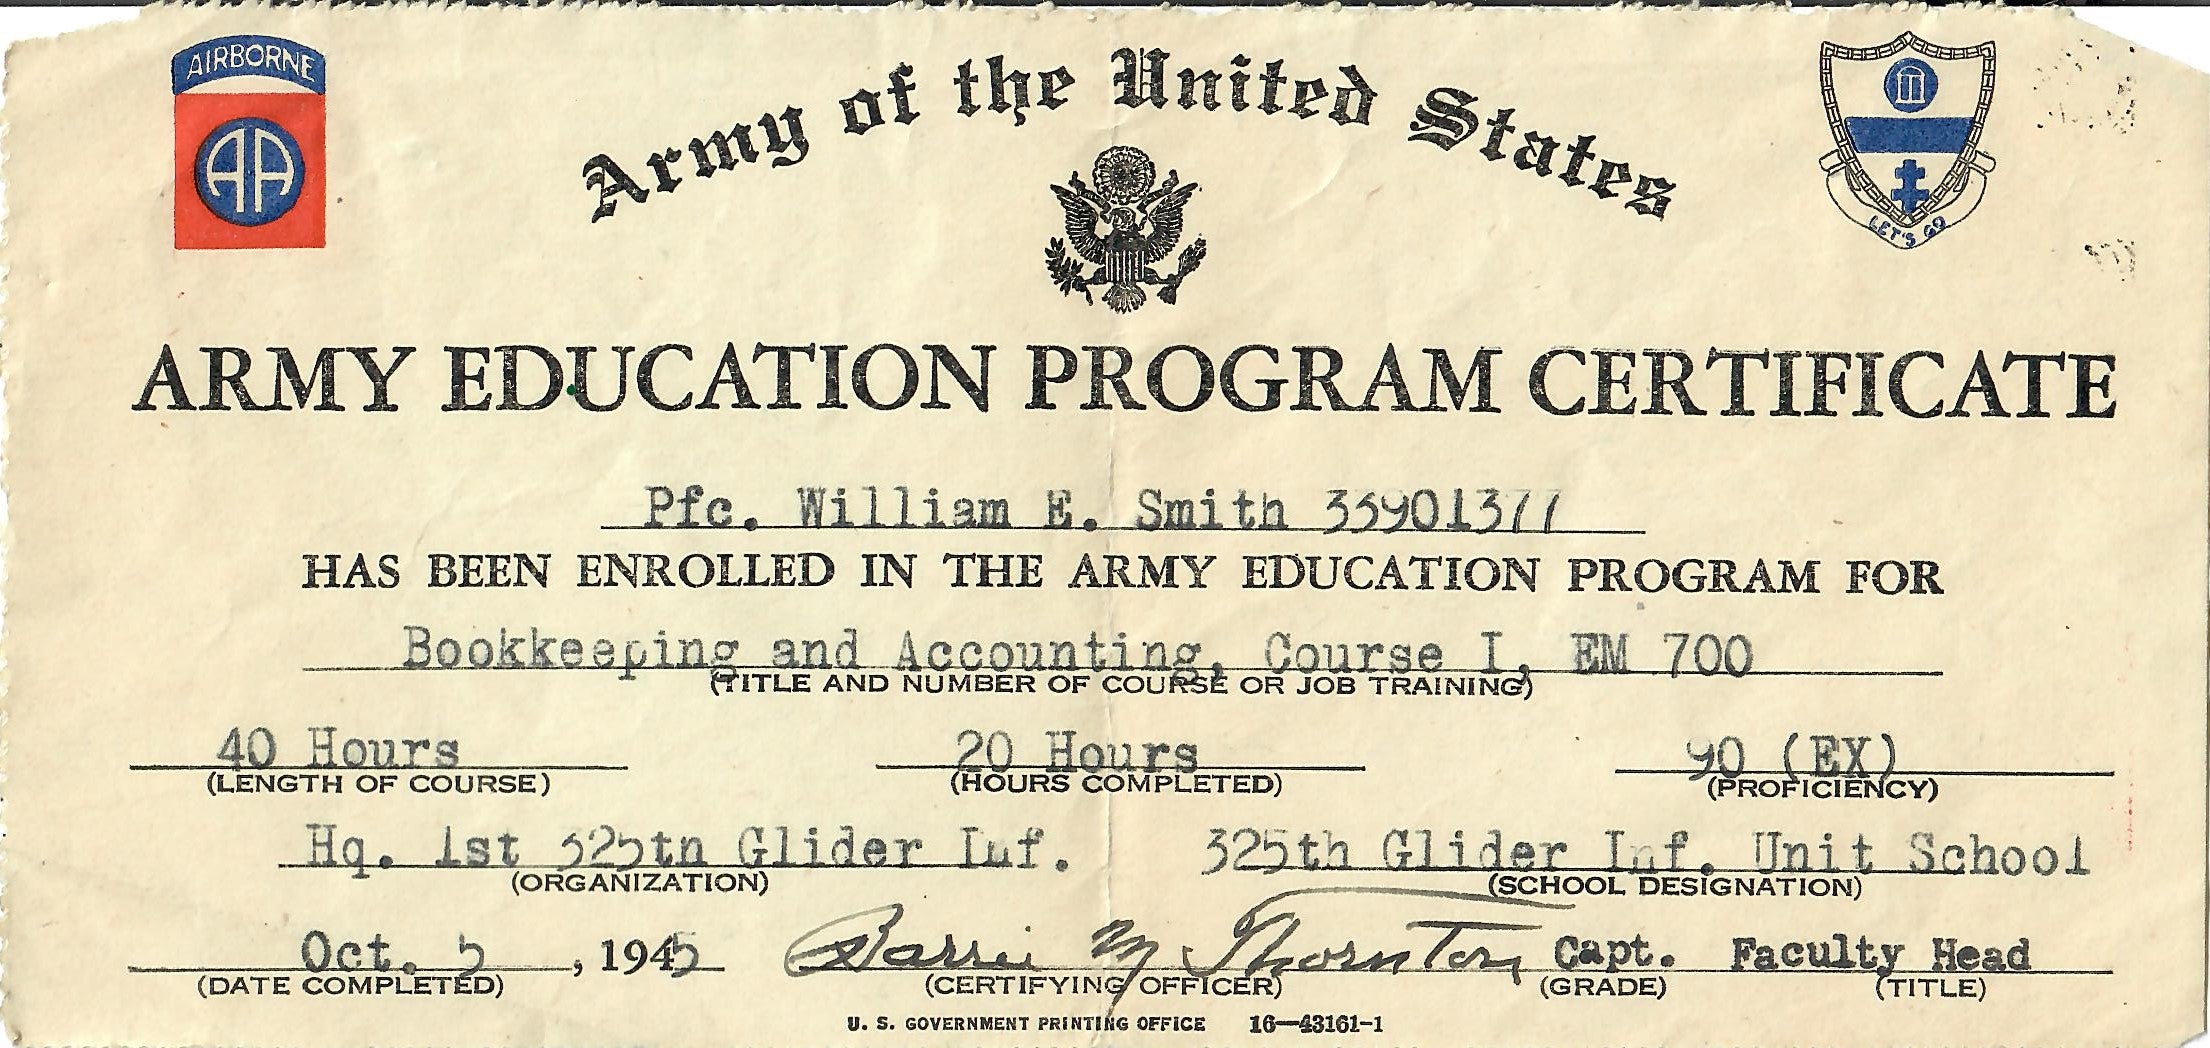 AIRBORNE
AA
Army of the United States
LET'S GO
ARMY EDUCATION PROGRAM CERTIFICATE
Pfc. William E. Smith 33901377
HAS BEEN ENROLLED IN THE ARMY EDUCATION PROGRAM FOR
Bookkeeping and Accounting, Course I, EM 700
(TITLE AND NUMBER OF COURSE OR JOB TRAINING)
40 Hours 20 Hours 90 (EX)
(LENGTH OF COURSE) (HOURS COMPLETED) (PROFICIENCY)
Hq. 1st 325th Glider Inf. 325th Glider Inf. Unit School
(ORGANIZATION) (SCHOOL DESIGNATION)
Oct. 5, 1945 Barrie M Thornton Capt. Faculty Head
(DATE COMPLETED) (CERTIFYING OFFICER) (GRADE) (TITLE)
U. S. GOVERNMENT PRINTING OFFICE 16—43161-1